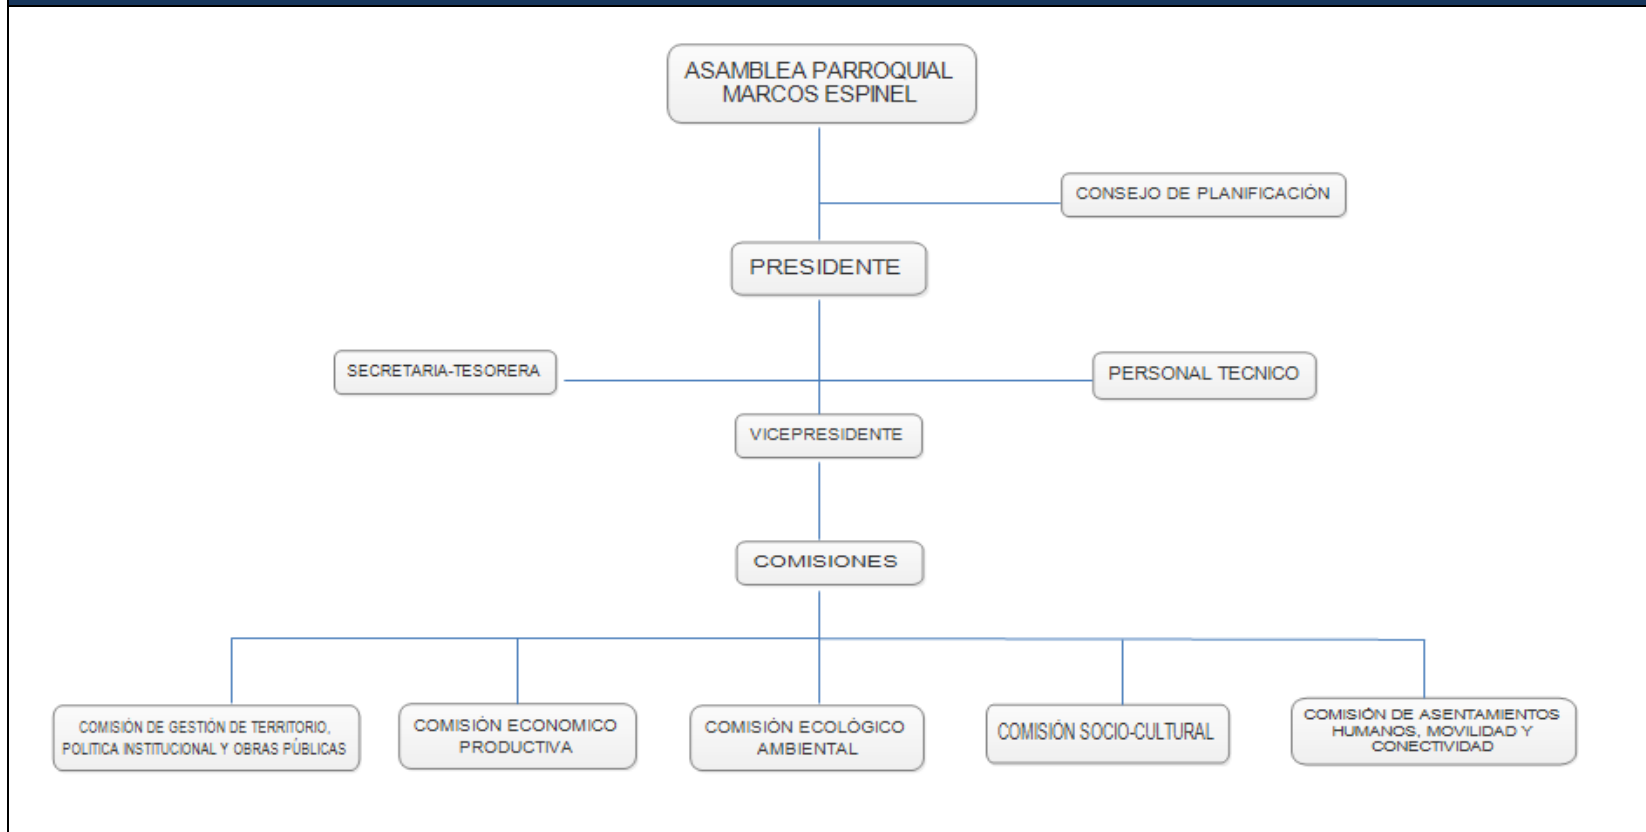 ASAMBLEA PARROQUIAL
MARCOS ESPINEL
CONSEJO DE PLANIFICACIÓN
PRESIDENTE
SECRETARIA-TESORERA
PERSONAL TECNICO
VICEPRESIDENTE
COMISIONES
COMISIÓN DE GESTIÓN DE TERRITORIO,
POLITICA INSTITUCIONAL Y OBRAS PÚBLICAS
COMISIÓN ECONOMICO
PRODUCTIVA
COMISIÓN ECOLÓGICO
AMBIENTAL
COMISIÓN SOCIO-CULTURAL
COMISIÓN DE ASENTAMIENTOS
HUMANOS, MOVILIDAD Y
CONECTIVIDAD